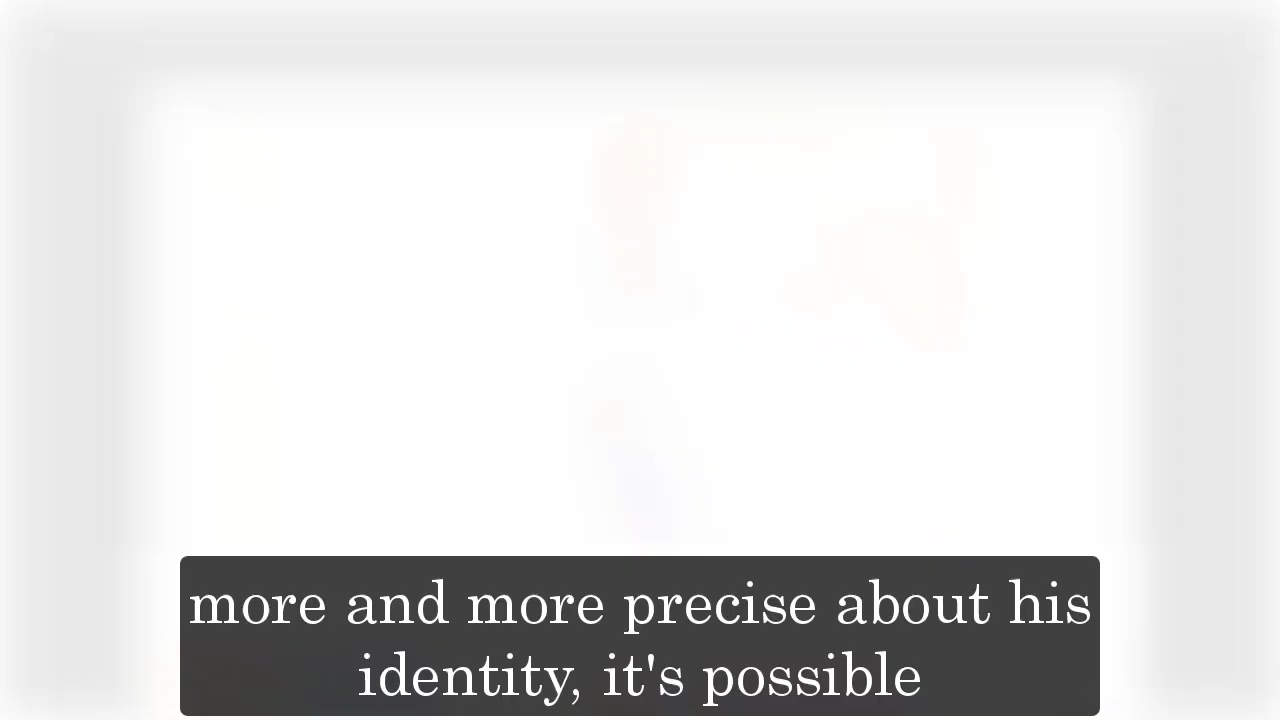 more and more precise about his
identity, it's possible